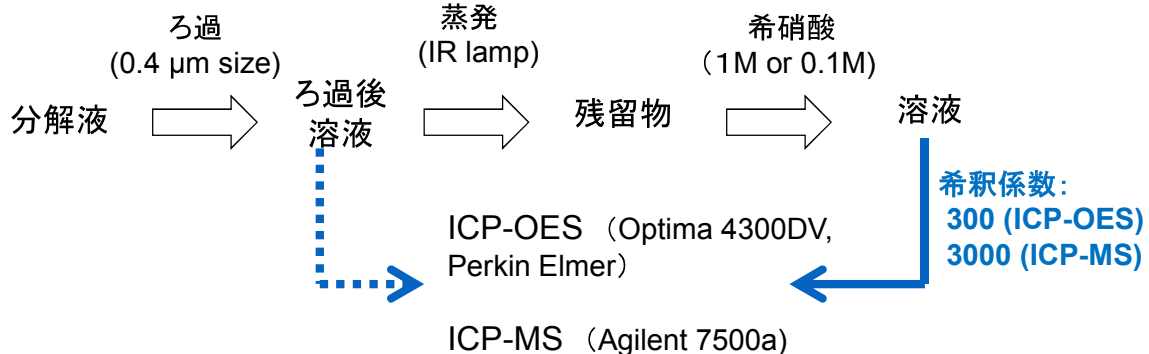 ろ過
(0.4 μm size)
蒸発
(IR lamp)
希硝酸
（1M or 0.1M)
分解液
ろ過後
溶液
残留物
溶液
希釈係数:
300 (ICP-OES)
3000 (ICP-MS)
ICP-OES （Optima 4300DV,
Perkin Elmer）
ICP-MS （Agilent 7500a)